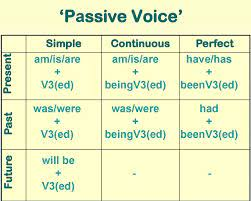 ‘Passive Voice’
Simple Continuous Perfect
Present
am/is/are am/is/are have/has
+ + +
V3(ed) beingV3(ed) beenV3(ed)
Past
was/were was/were had
+ + +
V3(ed) beingV3(ed) beenV3(ed)
Future
will be
+ - -
V3(ed)